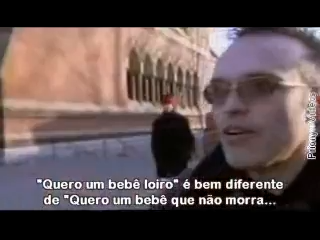 "Quero um bebê loiro" é bem diferente
de "Quero um bebê que não morra...